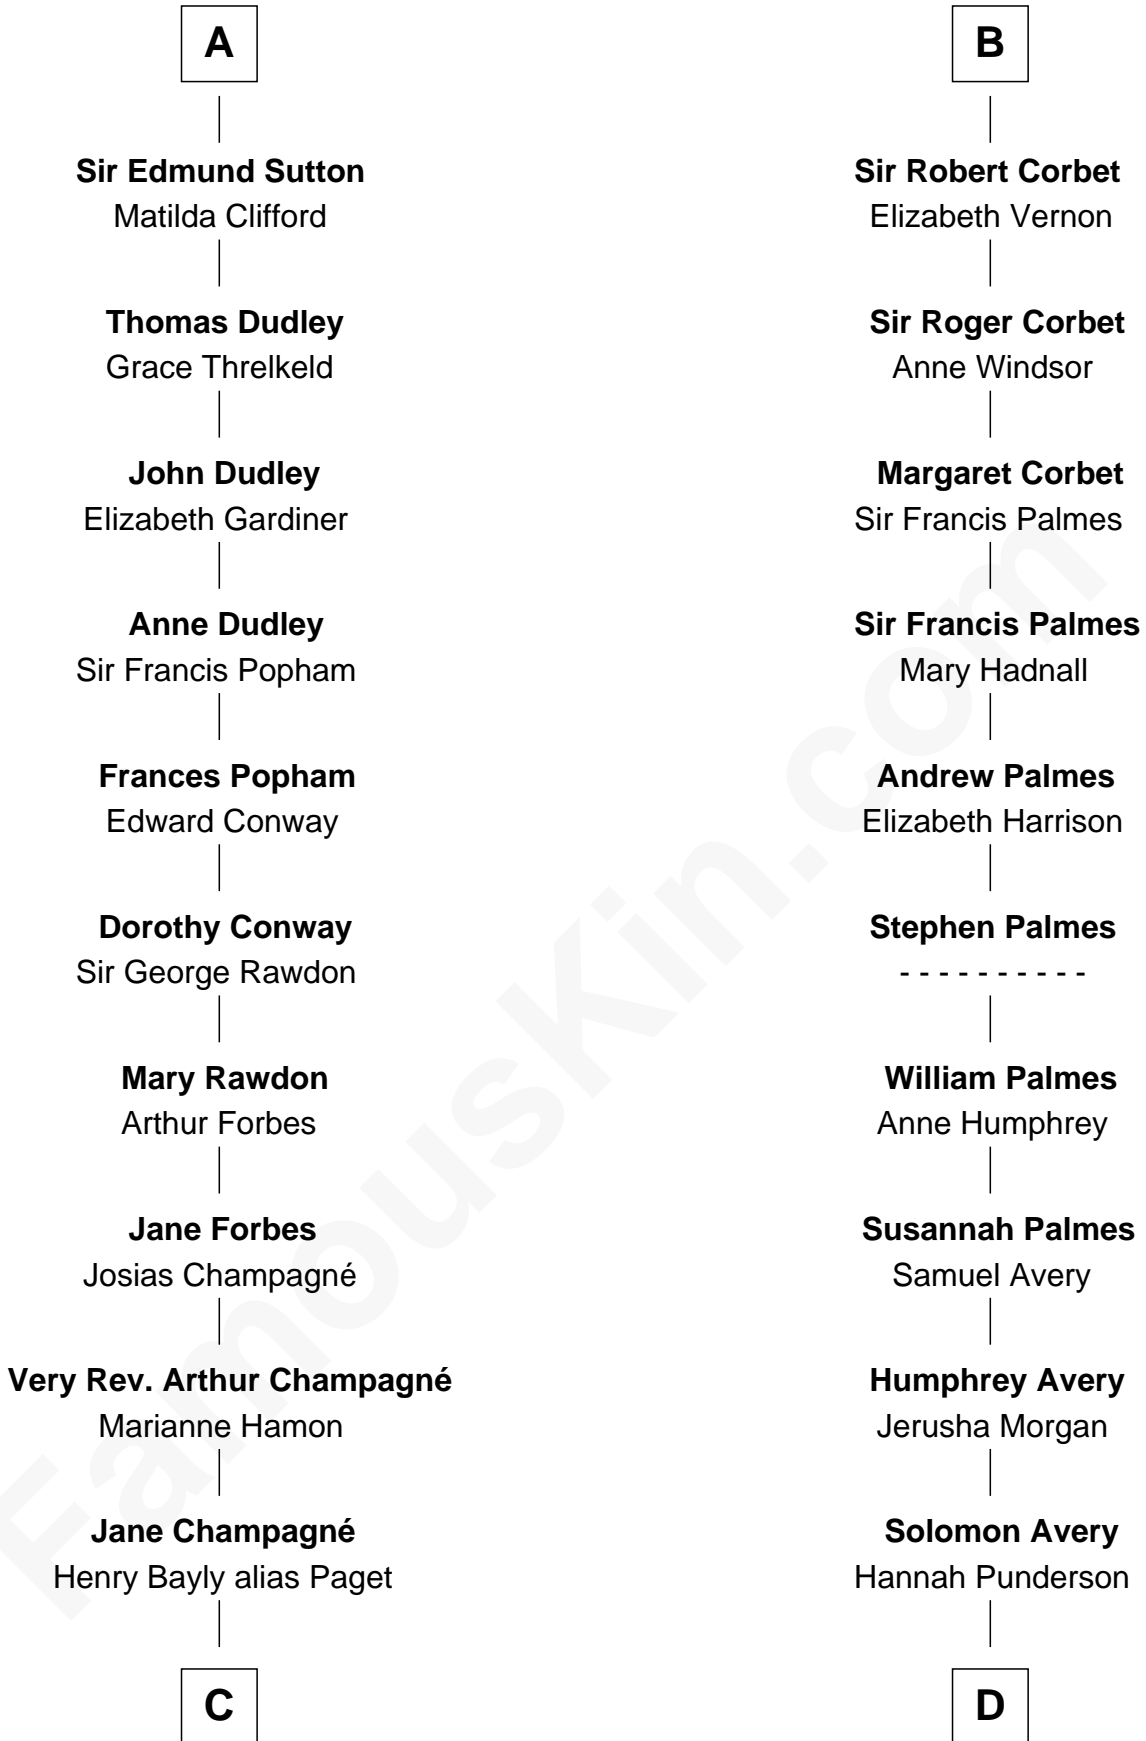 A
Sir Edmund Sutton
Matilda Clifford
Thomas Dudley
Grace Threlkeld
John Dudley
Elizabeth Gardiner
Anne Dudley
Sir Francis Popham
Frances Popham
Edward Conway
Dorothy Conway
Sir George Rawdon
Mary Rawdon
Arthur Forbes
Jane Forbes
Josias Champagné
Very Rev. Arthur Champagné
Marianne Hamon
Jane Champagné
Henry Bayly alias Paget
C
B
Sir Robert Corbet
Elizabeth Vernon
Sir Roger Corbet
Anne Windsor
Margaret Corbet
Sir Francis Palmes
Sir Francis Palmes
Mary Hadnall
Andrew Palmes
Elizabeth Harrison
Stephen Palmes
- - - - - - - - - -
William Palmes
Anne Humphrey
Susannah Palmes
Samuel Avery
Humphrey Avery
Jerusha Morgan
Solomon Avery
Hannah Punderson
D
FamousKin.com